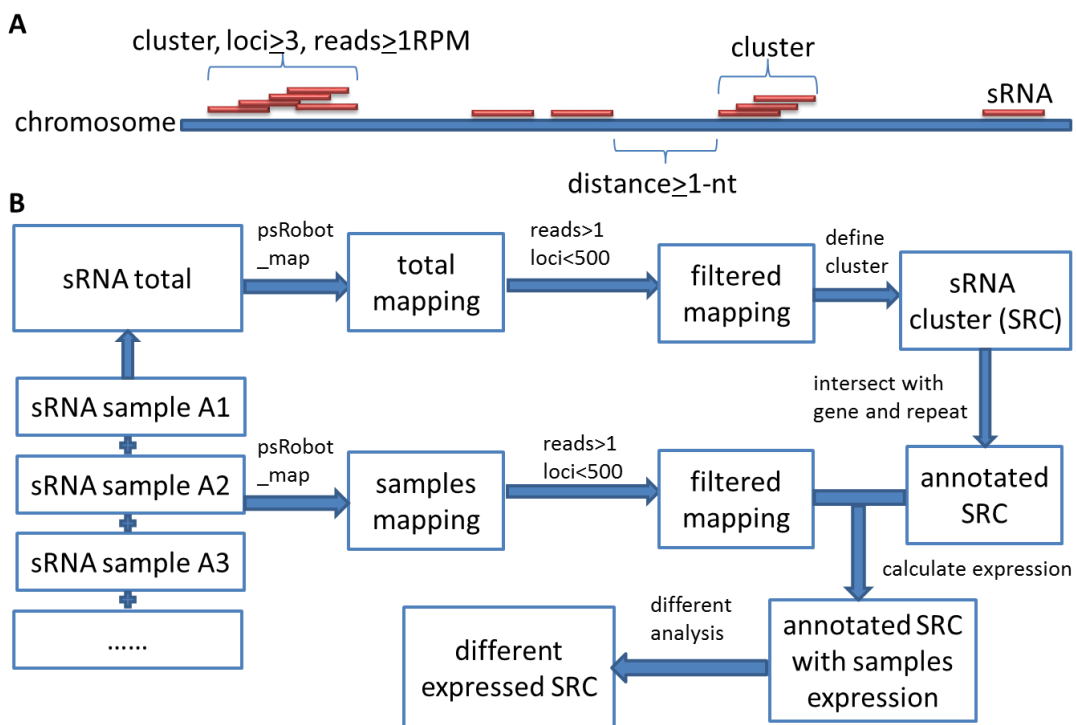 A
cluster, loci≥3, reads≥1RPM
cluster
sRNA
chromosome
distance≥1-nt
B
sRNA total
psRobot
_map
total
mapping
reads>1
loci<500
filtered
mapping
define
cluster
sRNA
cluster (SRC)
intersect with
gene and repeat
sRNA sample A1
sRNA sample A2
sRNA sample A3
......
psRobot
_map
samples
mapping
reads>1
loci<500
filtered
mapping
annotated
SRC
calculate expression
annotated SRC
with samples
expression
different
analysis
different
expressed SRC